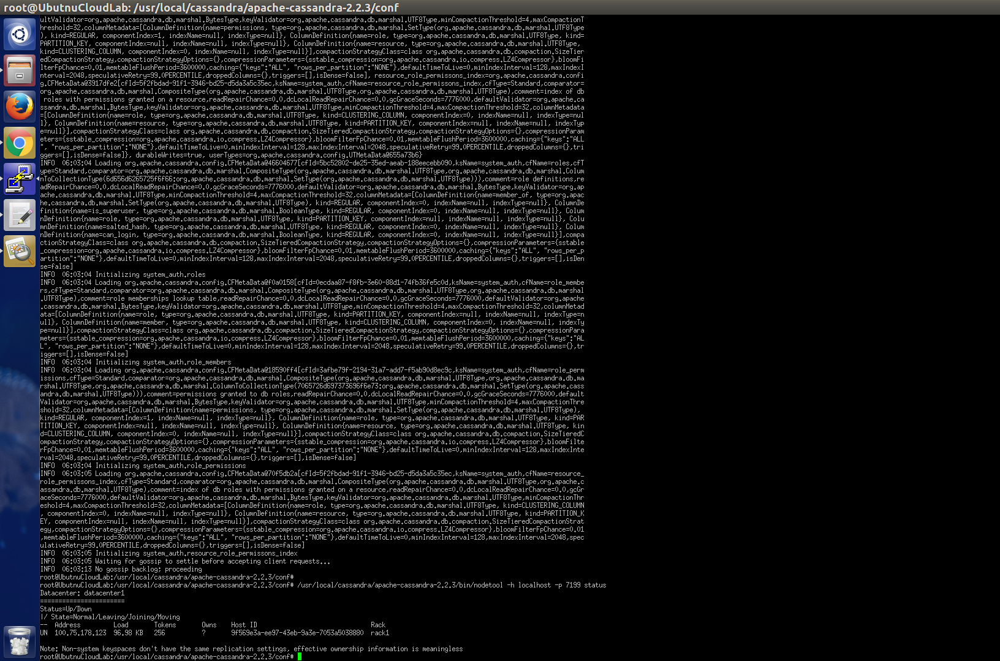 root@UbutnuCloudLab: /usr/local/cassandra/apache-cassandra-2.2.3/conf
ultValidator=org.apache.cassandra.db.marshal.BytesType,keyValidator=org.apache.cassandra.db.marshal.UTF8Type,minCompactionThreshold=4,maxCompactionT
hreshold=32,columnMetadata=[ColumnDefinition{name=permissions, type=org.apache.cassandra.db.marshal.SetType(org.apache.cassandra.db.marshal.UTF8Type
), kind=REGULAR, componentIndex=1, indexName=null, indexType=null}, ColumnDefinition{name=role, type=org.apache.cassandra.db.marshal.UTF8Type, kind=
PARTITION_KEY, componentIndex=null, indexName=null, indexType=null}, ColumnDefinition{name=resource, type=org.apache.cassandra.db.marshal.UTF8Type,
kind=CLUSTERING_COLUMN, componentIndex=0, indexName=null, indexType=null}],compactionStrategyClass=class org.apache.cassandra.db.compaction.SizeTier
edCompactionStrategy,compactionStrategyOptions={},compressionParameters={sstable_compression=org.apache.cassandra.io.compress.LZ4Compressor},bloomFi
lterFpChance=0.01,memtableFlushPeriod=3600000,caching={"keys":"ALL", "rows_per_partition":"NONE"},defaultTimeToLive=0,minIndexInterval=128,maxIndexI
nterval=2048,speculativeRetry=99.0PERCENTILE,droppedColumns={},triggers=[],isDense=false], resource_role_permissons_index=org.apache.cassandra.confi
g.CFMetaData@3917dfe2[cfId=5f2fbdad-91f1-3946-bd25-d5da3a5c35ec,ksName=system_auth,cfName=resource_role_permissons_index,cfType=Standard,comparator=
org.apache.cassandra.db.marshal.CompositeType(org.apache.cassandra.db.marshal.UTF8Type,org.apache.cassandra.db.marshal.UTF8Type),comment=index of db
roles with permissions granted on a resource,readRepairChance=0.0,dcLocalReadRepairChance=0.0,gcGraceSeconds=7776000,defaultValidator=org.apache.ca
ssandra.db.marshal.BytesType,keyValidator=org.apache.cassandra.db.marshal.UTF8Type,minCompactionThreshold=4,maxCompactionThreshold=32,columnMetadata
=[ColumnDefinition{name=role, type=org.apache.cassandra.db.marshal.UTF8Type, kind=CLUSTERING_COLUMN, componentIndex=0, indexName=null, indexType=nul
l}, ColumnDefinition{name=resource, type=org.apache.cassandra.db.marshal.UTF8Type, kind=PARTITION_KEY, componentIndex=null, indexName=null, indexTyp
e=null}],compactionStrategyClass=class org.apache.cassandra.db.compaction.SizeTieredCompactionStrategy,compactionStrategyOptions={},compressionParam
eters={sstable_compression=org.apache.cassandra.io.compress.LZ4Compressor},bloomFilterFpChance=0.01,memtableFlushPeriod=3600000,caching={"keys":"ALL
", "rows_per_partition":"NONE"},defaultTimeToLive=0,minIndexInterval=128,maxIndexInterval=2048,speculativeRetry=99.0PERCENTILE,droppedColumns={},tri
ggers=[],isDense=false]}, durableWrites=true, userTypes=org.apache.cassandra.config.UTMetaData@655a73b6}
INFO  06:03:04 Loading org.apache.cassandra.config.CFMetaData@46604677[cfId=5bc52802-de25-35ed-aeab-188eecebb090,ksName=system_auth,cfName=roles,cfT
ype=Standard,comparator=org.apache.cassandra.db.marshal.CompositeType(org.apache.cassandra.db.marshal.UTF8Type,org.apache.cassandra.db.marshal.Colum
nToCollectionType(6d656d6265725f6f66:org.apache.cassandra.db.marshal.SetType(org.apache.cassandra.db.marshal.UTF8Type))),comment=role definitions,re
adRepairChance=0.0,dcLocalReadRepairChance=0.0,gcGraceSeconds=7776000,defaultValidator=org.apache.cassandra.db.marshal.BytesType,keyValidator=org.ap
ache.cassandra.db.marshal.UTF8Type,minCompactionThreshold=4,maxCompactionThreshold=32,columnMetadata=[ColumnDefinition{name=member_of, type=org.apac
he.cassandra.db.marshal.SetType(org.apache.cassandra.db.marshal.UTF8Type), kind=REGULAR, componentIndex=0, indexName=null, indexType=null}, ColumnDe
finition{name=is_superuser, type=org.apache.cassandra.db.marshal.BooleanType, kind=REGULAR, componentIndex=0, indexName=null, indexType=null}, Colum
nDefinition{name=role, type=org.apache.cassandra.db.marshal.UTF8Type, kind=PARTITION_KEY, componentIndex=null, indexName=null, indexType=null}, Colu
mnDefinition{name=salted_hash, type=org.apache.cassandra.db.marshal.UTF8Type, kind=REGULAR, componentIndex=0, indexName=null, indexType=null}, Colum
nDefinition{name=can_login, type=org.apache.cassandra.db.marshal.BooleanType, kind=REGULAR, componentIndex=0, indexName=null, indexType=null}],compa
ctionStrategyClass=class org.apache.cassandra.db.compaction.SizeTieredCompactionStrategy,compactionStrategyOptions={},compressionParameters={sstable
_compression=org.apache.cassandra.io.compress.LZ4Compressor},bloomFilterFpChance=0.01,memtableFlushPeriod=3600000,caching={"keys":"ALL", "rows_per_p
artition":"NONE"},defaultTimeToLive=0,minIndexInterval=128,maxIndexInterval=2048,speculativeRetry=99.0PERCENTILE,droppedColumns={},triggers=[],isDen
se=false]
INFO  06:03:04 Initializing system_auth.roles
INFO  06:03:04 Loading org.apache.cassandra.config.CFMetaData@f0a0158[cfId=0ecdaa87-f8fb-3e60-88d1-74fb36fe5c0d,ksName=system_auth,cfName=role_membe
rs,cfType=Standard,comparator=org.apache.cassandra.db.marshal.CompositeType(org.apache.cassandra.db.marshal.UTF8Type,org.apache.cassandra.db.marshal
.UTF8Type),comment=role memberships lookup table,readRepairChance=0.0,dcLocalReadRepairChance=0.0,gcGraceSeconds=7776000,defaultValidator=org.apache
.cassandra.db.marshal.BytesType,keyValidator=org.apache.cassandra.db.marshal.UTF8Type,minCompactionThreshold=4,maxCompactionThreshold=32,columnMetad
ata=[ColumnDefinition{name=role, type=org.apache.cassandra.db.marshal.UTF8Type, kind=PARTITION_KEY, componentIndex=null, indexName=null, indexType=n
ull}, ColumnDefinition{name=member, type=org.apache.cassandra.db.marshal.UTF8Type, kind=CLUSTERING_COLUMN, componentIndex=0, indexName=null, indexTy
pe=null}],compactionStrategyClass=class org.apache.cassandra.db.compaction.SizeTieredCompactionStrategy,compactionStrategyOptions={},compressionPara
meters={sstable_compression=org.apache.cassandra.io.compress.LZ4Compressor},bloomFilterFpChance=0.01,memtableFlushPeriod=3600000,caching={"keys":"AL
L", "rows_per_partition":"NONE"},defaultTimeToLive=0,minIndexInterval=128,maxIndexInterval=2048,speculativeRetry=99.0PERCENTILE,droppedColumns={},tr
iggers=[],isDense=false]
INFO  06:03:04 Initializing system_auth.role_members
INFO  06:03:04 Loading org.apache.cassandra.config.CFMetaData@18590ff4[cfId=3afbe79f-2194-31a7-add7-f5ab90d8ec9c,ksName=system_auth,cfName=role_perm
issions,cfType=Standard,comparator=org.apache.cassandra.db.marshal.CompositeType(org.apache.cassandra.db.marshal.UTF8Type,org.apache.cassandra.db.ma
rshal.UTF8Type,org.apache.cassandra.db.marshal.ColumnToCollectionType(7065726d697373696f6e73:org.apache.cassandra.db.marshal.SetType(org.apache.cass
andra.db.marshal.UTF8Type))),comment=permissions granted to db roles,readRepairChance=0.0,dcLocalReadRepairChance=0.0,gcGraceSeconds=7776000,default
Validator=org.apache.cassandra.db.marshal.BytesType,keyValidator=org.apache.cassandra.db.marshal.UTF8Type,minCompactionThreshold=4,maxCompactionThre
shold=32,columnMetadata=[ColumnDefinition{name=permissions, type=org.apache.cassandra.db.marshal.SetType(org.apache.cassandra.db.marshal.UTF8Type),
kind=REGULAR, componentIndex=1, indexName=null, indexType=null}, ColumnDefinition{name=role, type=org.apache.cassandra.db.marshal.UTF8Type, kind=PAR
TITION_KEY, componentIndex=null, indexName=null, indexType=null}, ColumnDefinition{name=resource, type=org.apache.cassandra.db.marshal.UTF8Type, kin
d=CLUSTERING_COLUMN, componentIndex=0, indexName=null, indexType=null}],compactionStrategyClass=class org.apache.cassandra.db.compaction.SizeTieredC
ompactionStrategy,compactionStrategyOptions={},compressionParameters={sstable_compression=org.apache.cassandra.io.compress.LZ4Compressor},bloomFilte
rFpChance=0.01,memtableFlushPeriod=3600000,caching={"keys":"ALL", "rows_per_partition":"NONE"},defaultTimeToLive=0,minIndexInterval=128,maxIndexInte
rval=2048,speculativeRetry=99.0PERCENTILE,droppedColumns={},triggers=[],isDense=false]
INFO  06:03:04 Initializing system_auth.role_permissions
INFO  06:03:05 Loading org.apache.cassandra.config.CFMetaData@70f5db2a[cfId=5f2fbdad-91f1-3946-bd25-d5da3a5c35ec,ksName=system_auth,cfName=resource_
role_permissons_index,cfType=Standard,comparator=org.apache.cassandra.db.marshal.CompositeType(org.apache.cassandra.db.marshal.UTF8Type,org.apache.c
assandra.db.marshal.UTF8Type),comment=index of db roles with permissions granted on a resource,readRepairChance=0.0,dcLocalReadRepairChance=0.0,gcGr
aceSeconds=7776000,defaultValidator=org.apache.cassandra.db.marshal.BytesType,keyValidator=org.apache.cassandra.db.marshal.UTF8Type,minCompactionThr
eshold=4,maxCompactionThreshold=32,columnMetadata=[ColumnDefinition{name=role, type=org.apache.cassandra.db.marshal.UTF8Type, kind=CLUSTERING_COLUMN
, componentIndex=0, indexName=null, indexType=null}, ColumnDefinition{name=resource, type=org.apache.cassandra.db.marshal.UTF8Type, kind=PARTITION_K
EY, componentIndex=null, indexName=null, indexType=null}],compactionStrategyClass=class org.apache.cassandra.db.compaction.SizeTieredCompactionStrat
egy,compactionStrategyOptions={},compressionParameters={sstable_compression=org.apache.cassandra.io.compress.LZ4Compressor},bloomFilterFpChance=0.01
,memtableFlushPeriod=3600000,caching={"keys":"ALL", "rows_per_partition":"NONE"},defaultTimeToLive=0,minIndexInterval=128,maxIndexInterval=2048,spec
ulativeRetry=99.0PERCENTILE,droppedColumns={},triggers=[],isDense=false]
INFO  06:03:05 Initializing system_auth.resource_role_permissons_index
INFO  06:03:05 Waiting for gossip to settle before accepting client requests...
INFO  06:03:13 No gossip backlog; proceeding
root@UbutnuCloudLab:/usr/local/cassandra/apache-cassandra-2.2.3/conf#
root@UbutnuCloudLab:/usr/local/cassandra/apache-cassandra-2.2.3/conf# /usr/local/cassandra/apache-cassandra-2.2.3/bin/nodetool -h localhost -p 7199 status
Datacenter: datacenter1
=======================
Status=Up/Down
|/ State=Normal/Leaving/Joining/Moving
--  Address         Load       Tokens       Owns    Host ID                               Rack
UN  100.75.178.123  96.98 KB   256          ?       9f569e3a-ee97-43eb-9a3e-7053a5038880  rack1
Note: Non-system keyspaces don't have the same replication settings, effective ownership information is meaningless
root@UbutnuCloudLab:/usr/local/cassandra/apache-cassandra-2.2.3/conf#